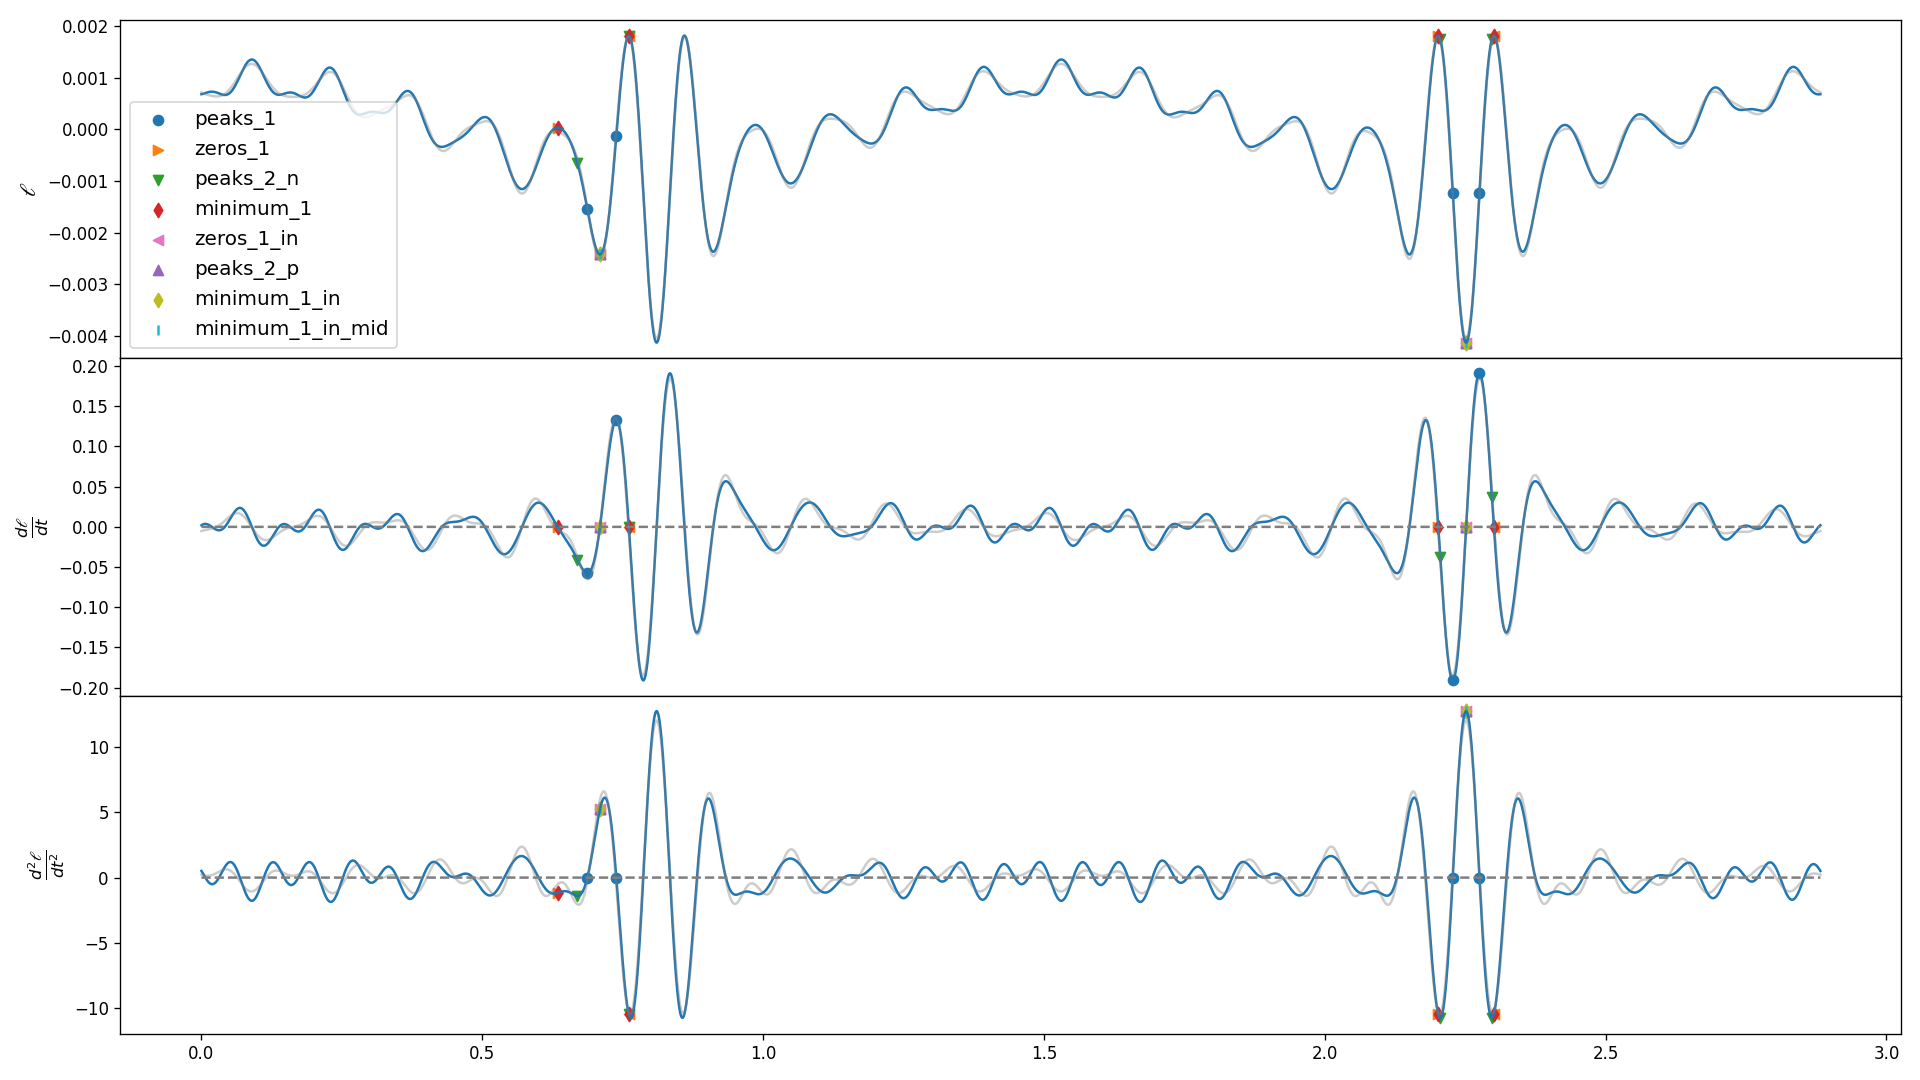 0.002
0.001
0.000
−0.001
−0.002
−0.003
−0.004
ℓ
peaks_1
zeros_1
peaks_2_n
minimum_1
zeros_1_in
peaks_2_p
minimum_1_in
minimum_1_in_mid
0.20
0.15
0.10
0.05
0.00
−0.05
−0.10
−0.15
−0.20
dℓ
dt
10
5
0
−5
−10
d²ℓ
dt²
0.0 0.5 1.0 1.5 2.0 2.5 3.0